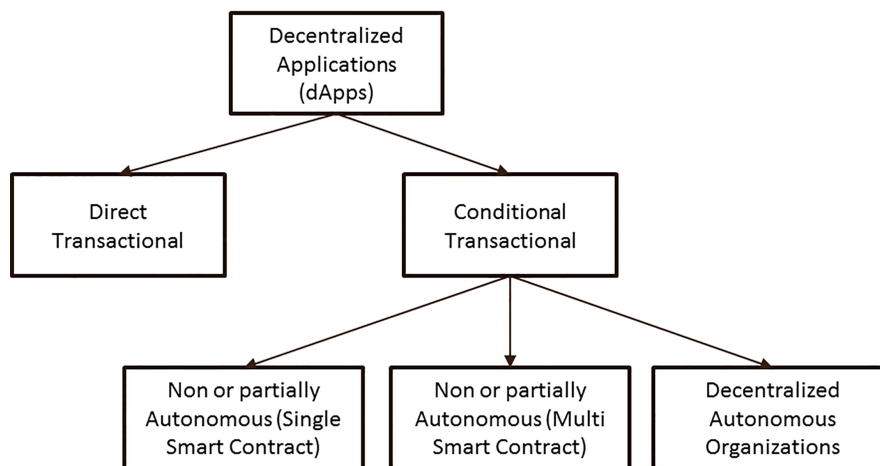 Decentralized
Applications
(dApps)
Direct
Transactional
Conditional
Transactional
Non or partially
Autonomous (Single
Smart Contract)
Non or partially
Autonomous (Multi
Smart Contract)
Decentralized
Autonomous
Organizations